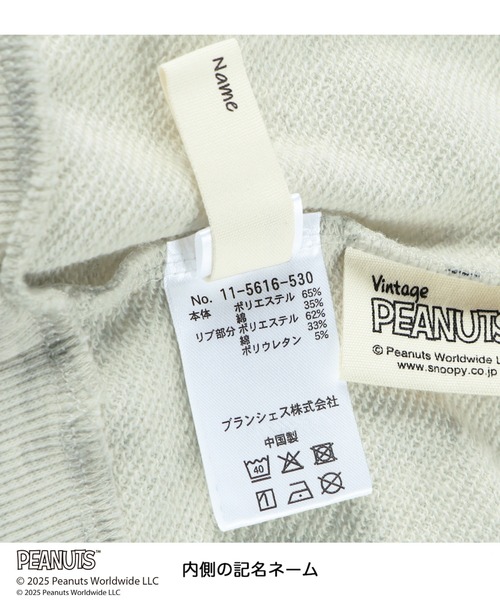 Name
No. 11-5616-530
本体 ポリエステル 65%
綿 35%
リブ部分 ポリエステル 62%
綿 33%
ポリウレタン 5%
ブランシェス株式会社
中国製
40
Vintage
PEANUTS
© Peanuts Worldwide LL
www.snoopy.co.jp
PEANUTS™
© 2025 Peanuts Worldwide LLC
© 2025 Peanuts Worldwide LLC
内側の記名ネーム